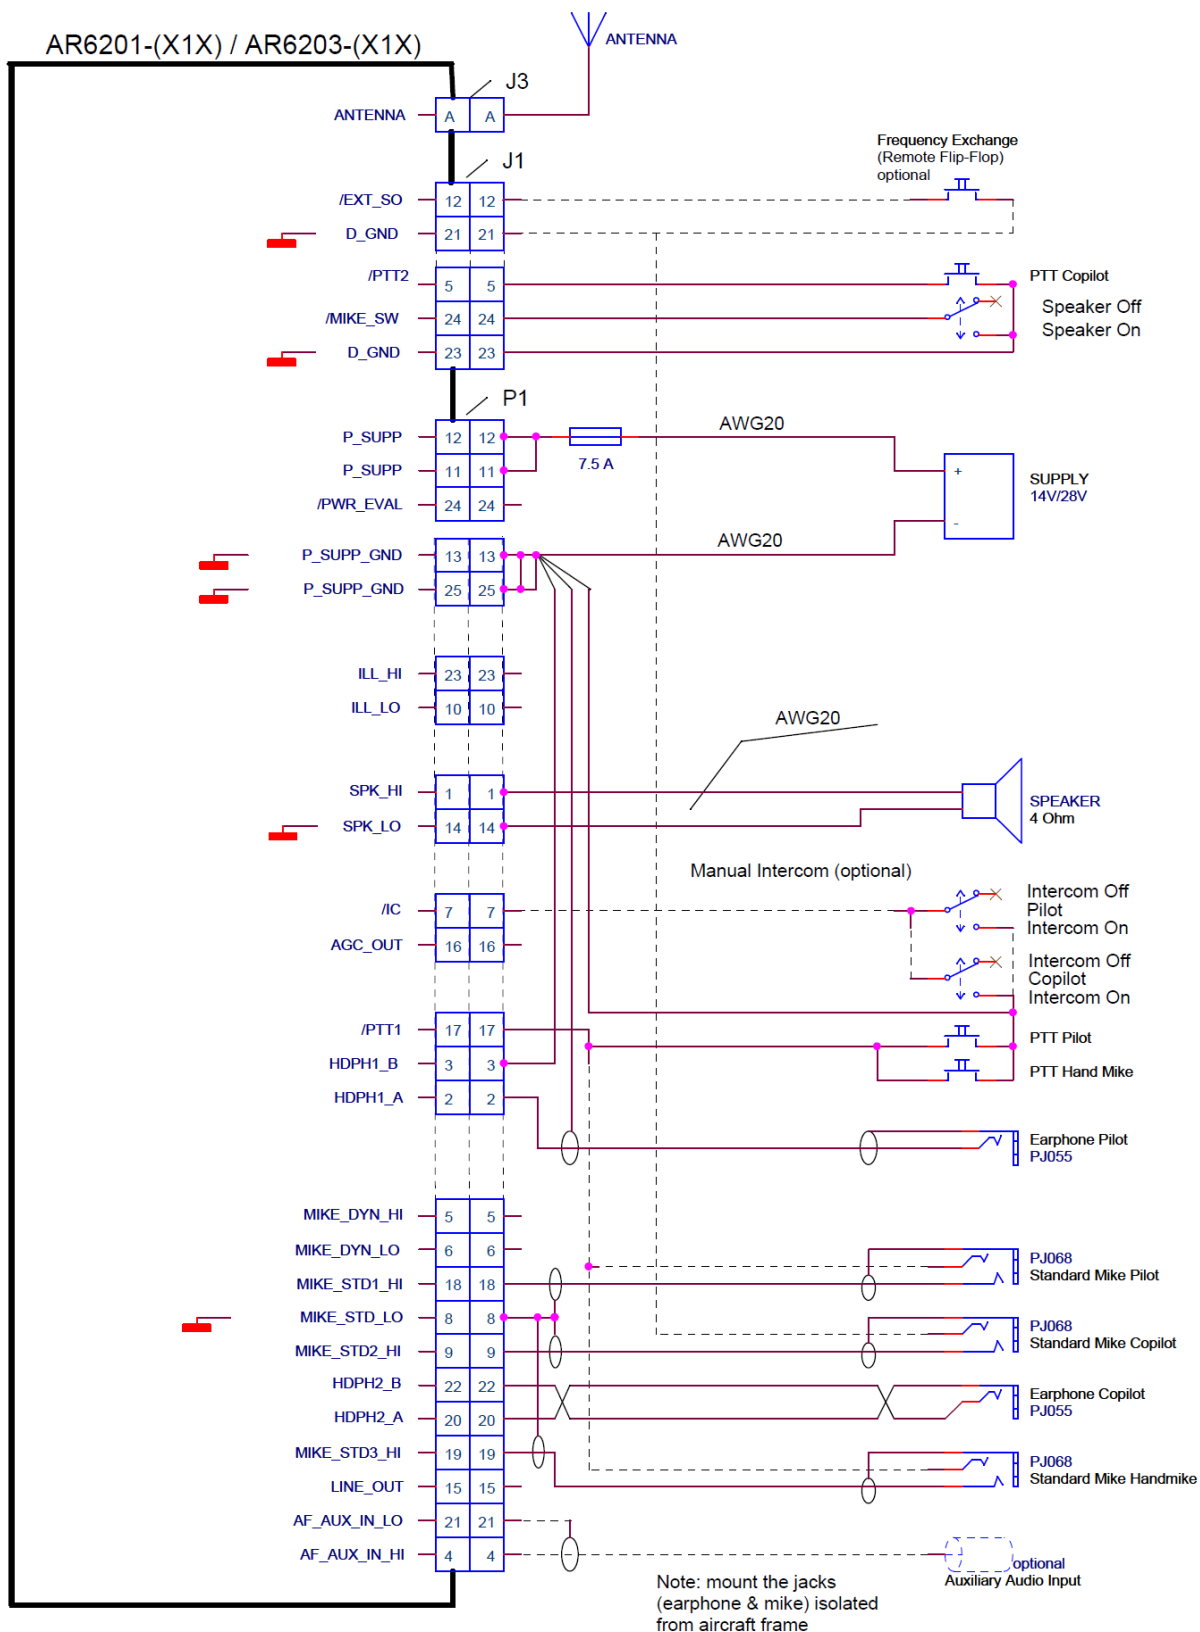 ANTENNA
AR6201-(X1X) / AR6203-(X1X)
J3
ANTENNA A A
Frequency Exchange
(Remote Flip-Flop)
optional
J1
/EXT_SO 12 12
D_GND 21 21
/PTT2 5 5
PTT Copilot
/MIKE_SW 24 24
Speaker Off
Speaker On
D_GND 23 23
P1
P_SUPP 12 12
AWG20
7.5 A
P_SUPP 11 11
+
SUPPLY
14V/28V
/PWR_EVAL 24 24
-
AWG20
P_SUPP_GND 13 13
P_SUPP_GND 25 25
ILL_HI 23 23
ILL_LO 10 10
AWG20
SPK_HI 1 1
SPEAKER
4 Ohm
SPK_LO 14 14
Manual Intercom (optional)
Intercom Off
Pilot
Intercom On
/IC 7 7
AGC_OUT 16 16
Intercom Off
Copilot
Intercom On
/PTT1 17 17
PTT Pilot
HDPH1_B 3 3
PTT Hand Mike
HDPH1_A 2 2
Earphone Pilot
PJ055
MIKE_DYN_HI 5 5
MIKE_DYN_LO 6 6
PJ068
Standard Mike Pilot
MIKE_STD1_HI 18 18
MIKE_STD_LO 8 8
PJ068
Standard Mike Copilot
MIKE_STD2_HI 9 9
HDPH2_B 22 22
Earphone Copilot
PJ055
HDPH2_A 20 20
MIKE_STD3_HI 19 19
PJ068
Standard Mike Handmike
LINE_OUT 15 15
AF_AUX_IN_LO 21 21
AF_AUX_IN_HI 4 4
optional
Auxiliary Audio Input
Note: mount the jacks
(earphone & mike) isolated
from aircraft frame